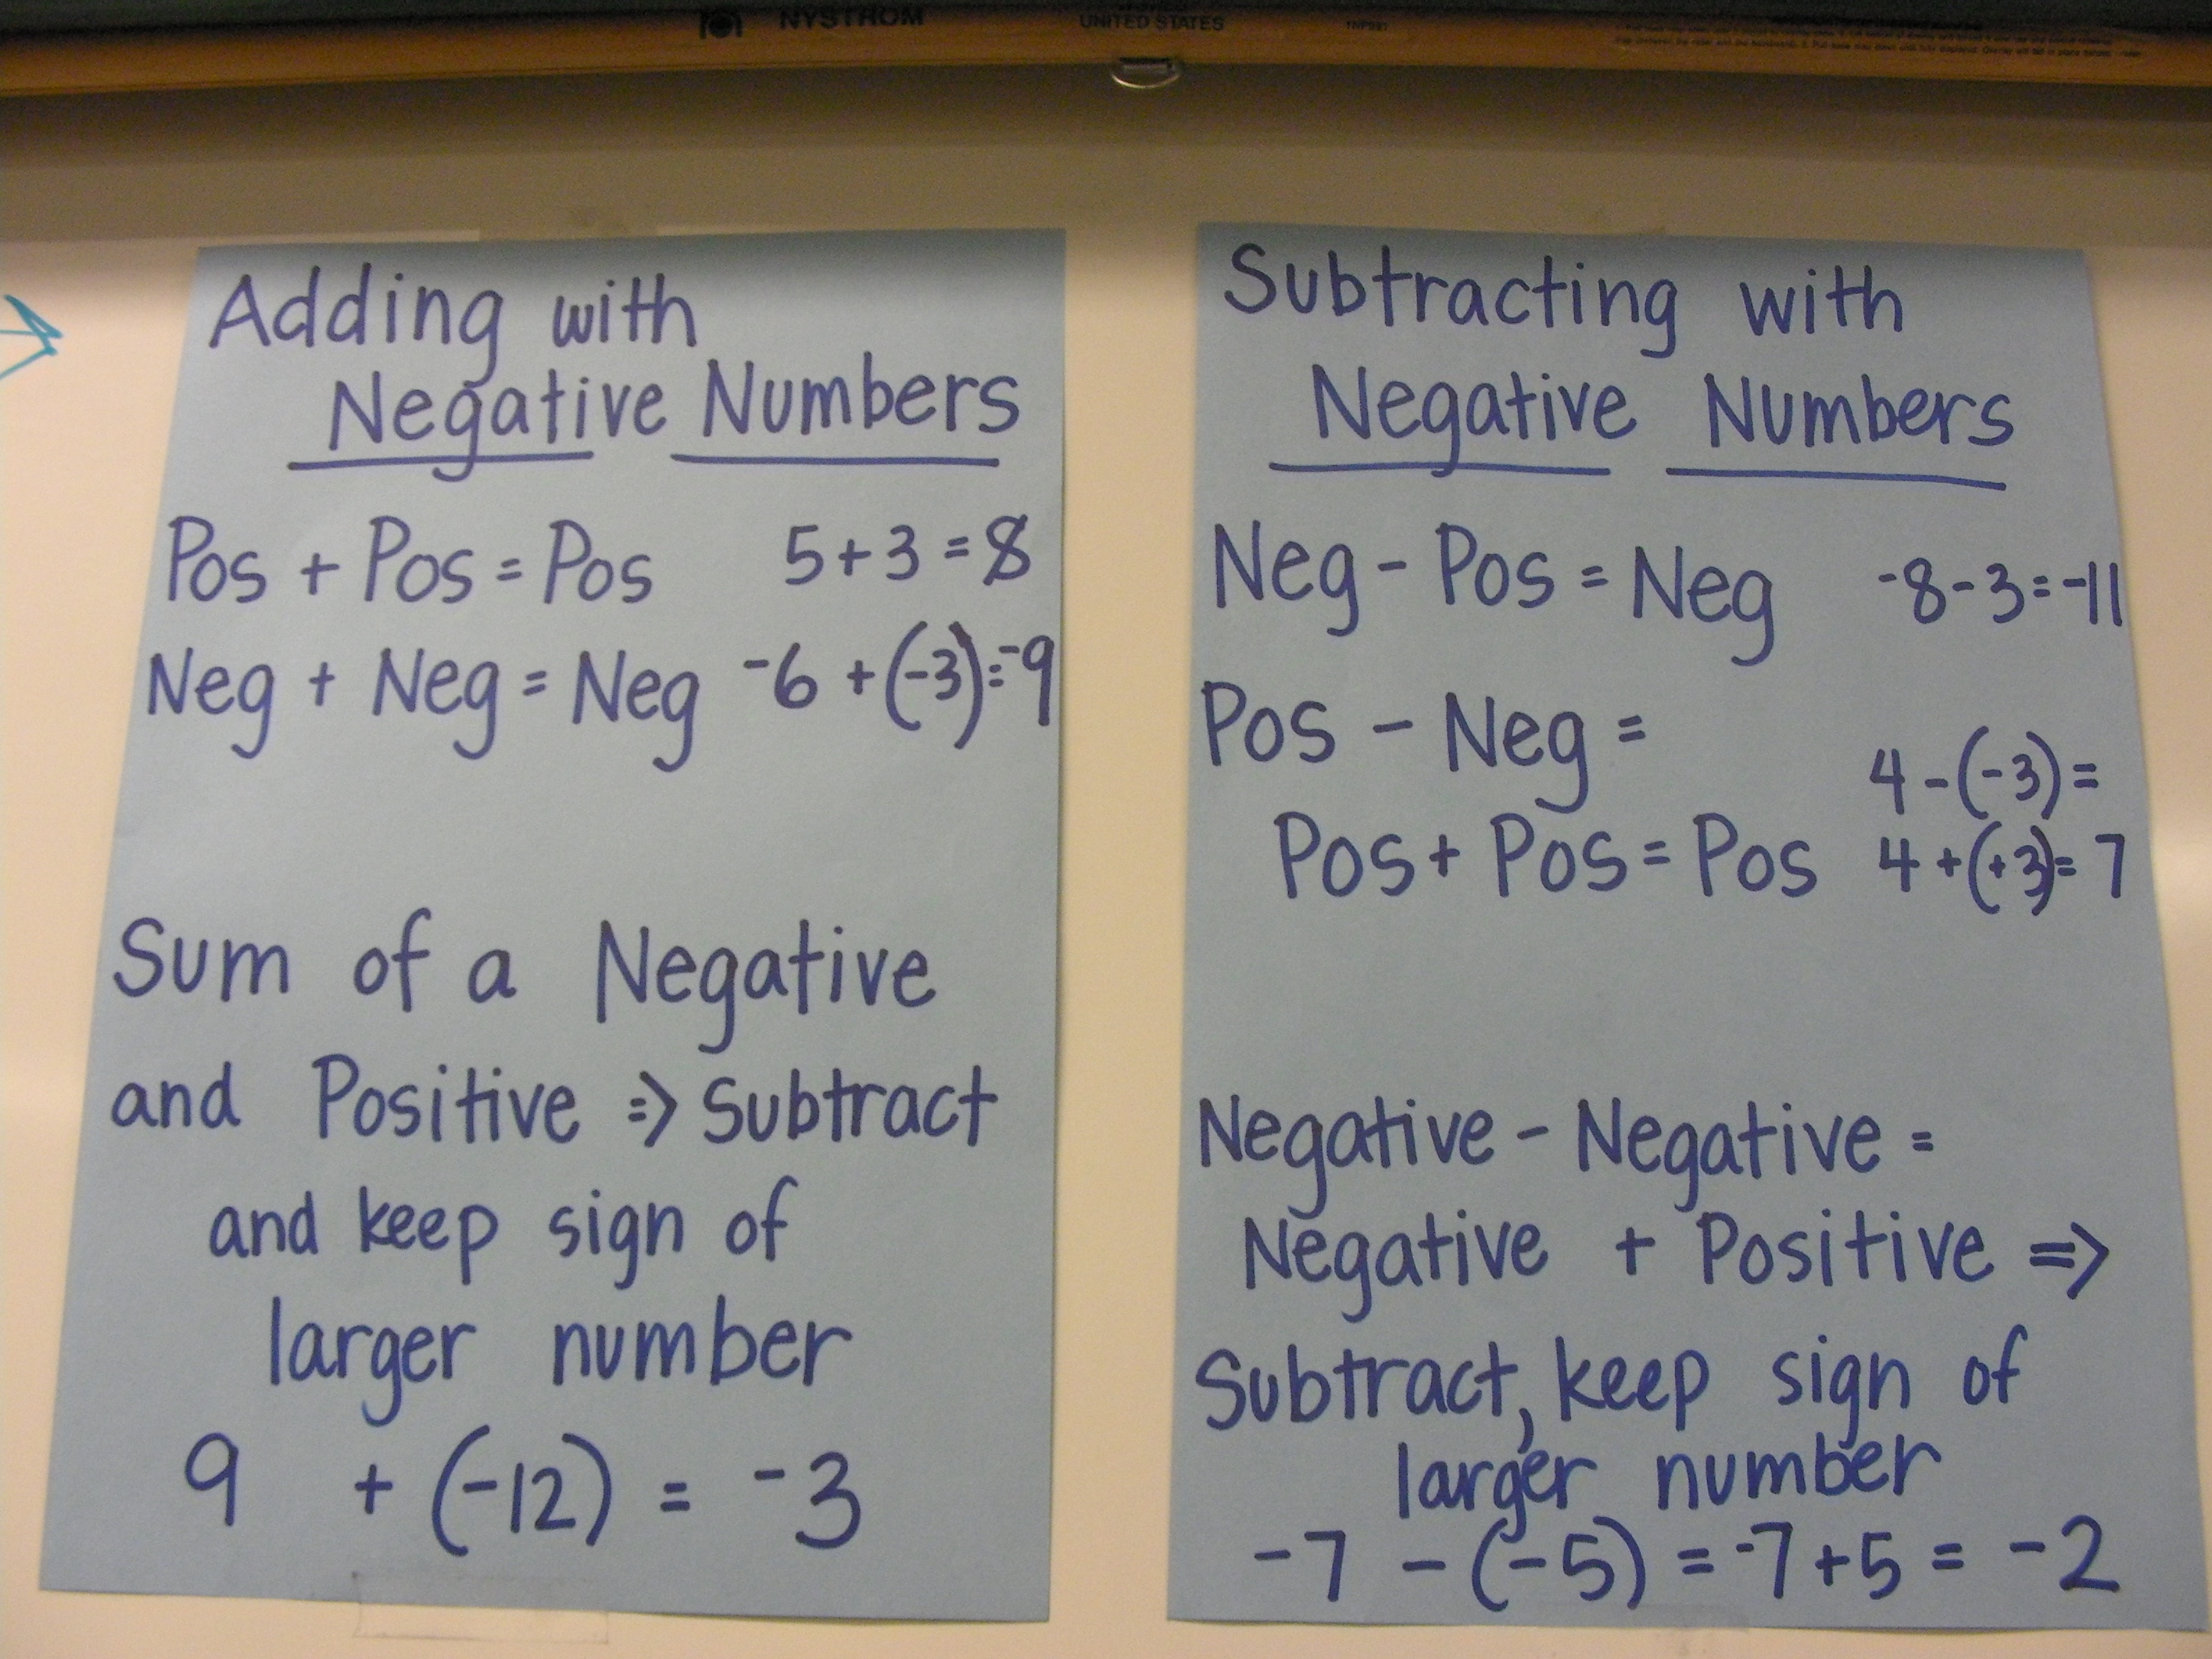 NYSTROM
UNITED STATES
Adding with
Negative Numbers
Pos + Pos = Pos 5 + 3 = 8
Neg + Neg = Neg -6 + (-3) = -9
Sum of a Negative
and Positive => Subtract
and keep sign of
larger number
9 + (-12) = -3
Subtracting with
Negative Numbers
Neg - Pos = Neg -8 - 3 = -11
Pos - Neg =
4 - (-3) =
Pos + Pos = Pos 4 + (+3) = 7
Negative - Negative =
Negative + Positive =>
Subtract, keep sign of
larger number
-7 - (-5) = -7 + 5 = -2